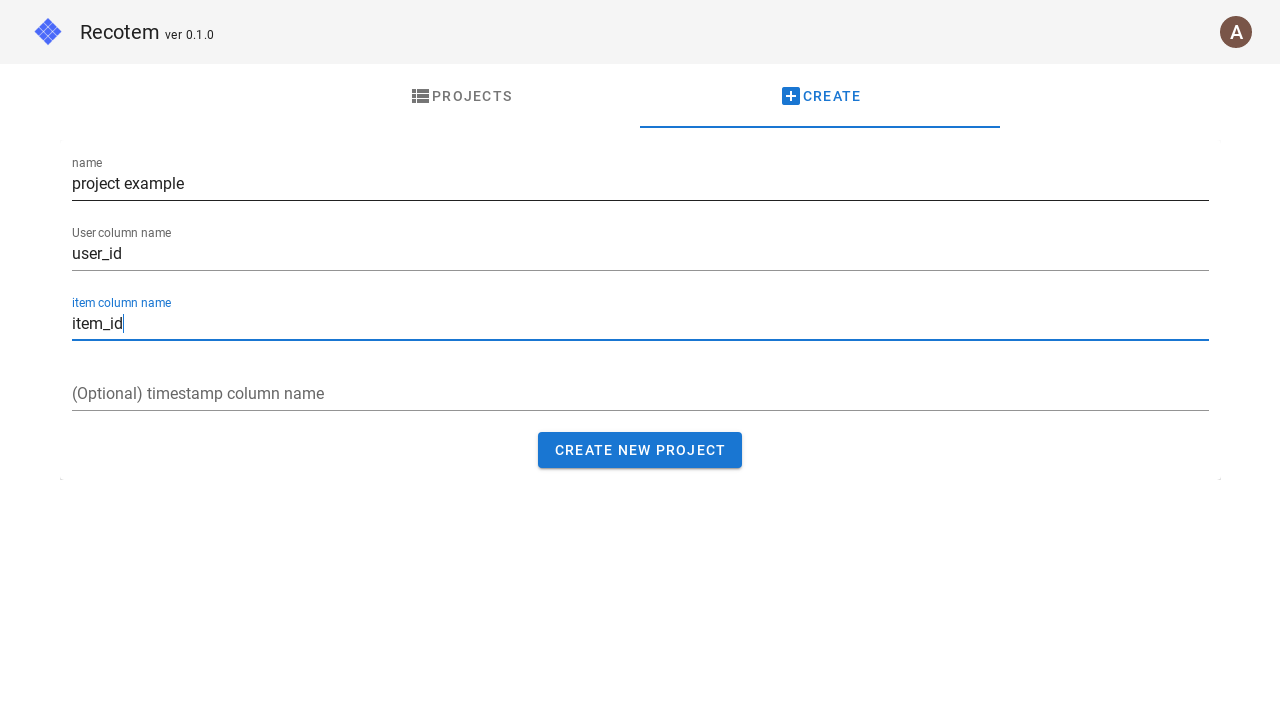 Recotem ver 0.1.0
A
PROJECTS
CREATE
name
project example
User column name
user_id
item column name
item_id
(Optional) timestamp column name
CREATE NEW PROJECT